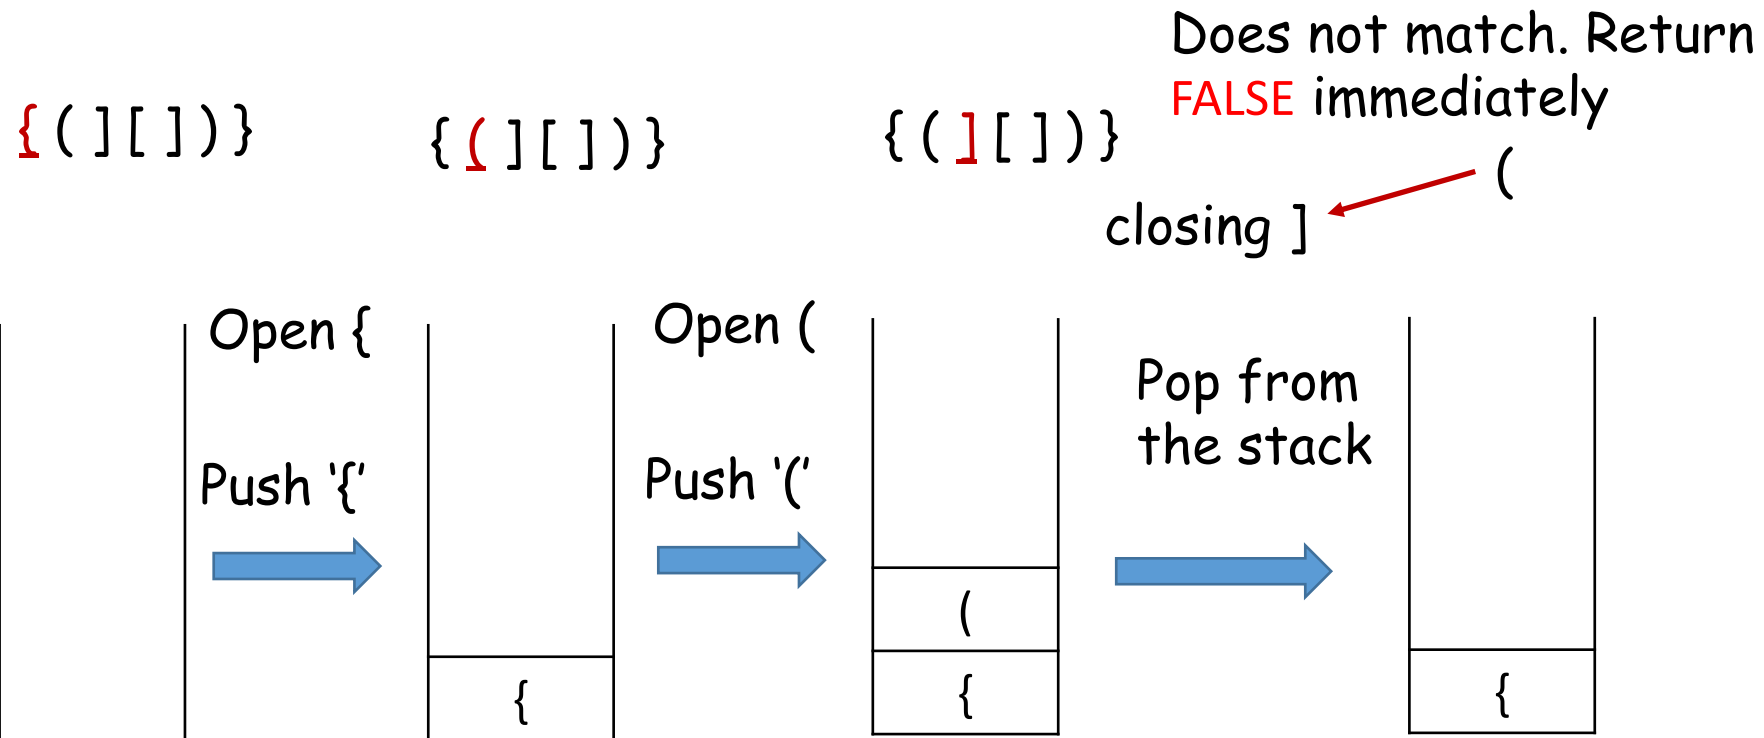 Does not match. Return
FALSE immediately
{(][])}
{(][])}
{(][])}
(
closing ]
Open {
Open (
Pop from
the stack
Push '{'
Push '('
(
{
{
{